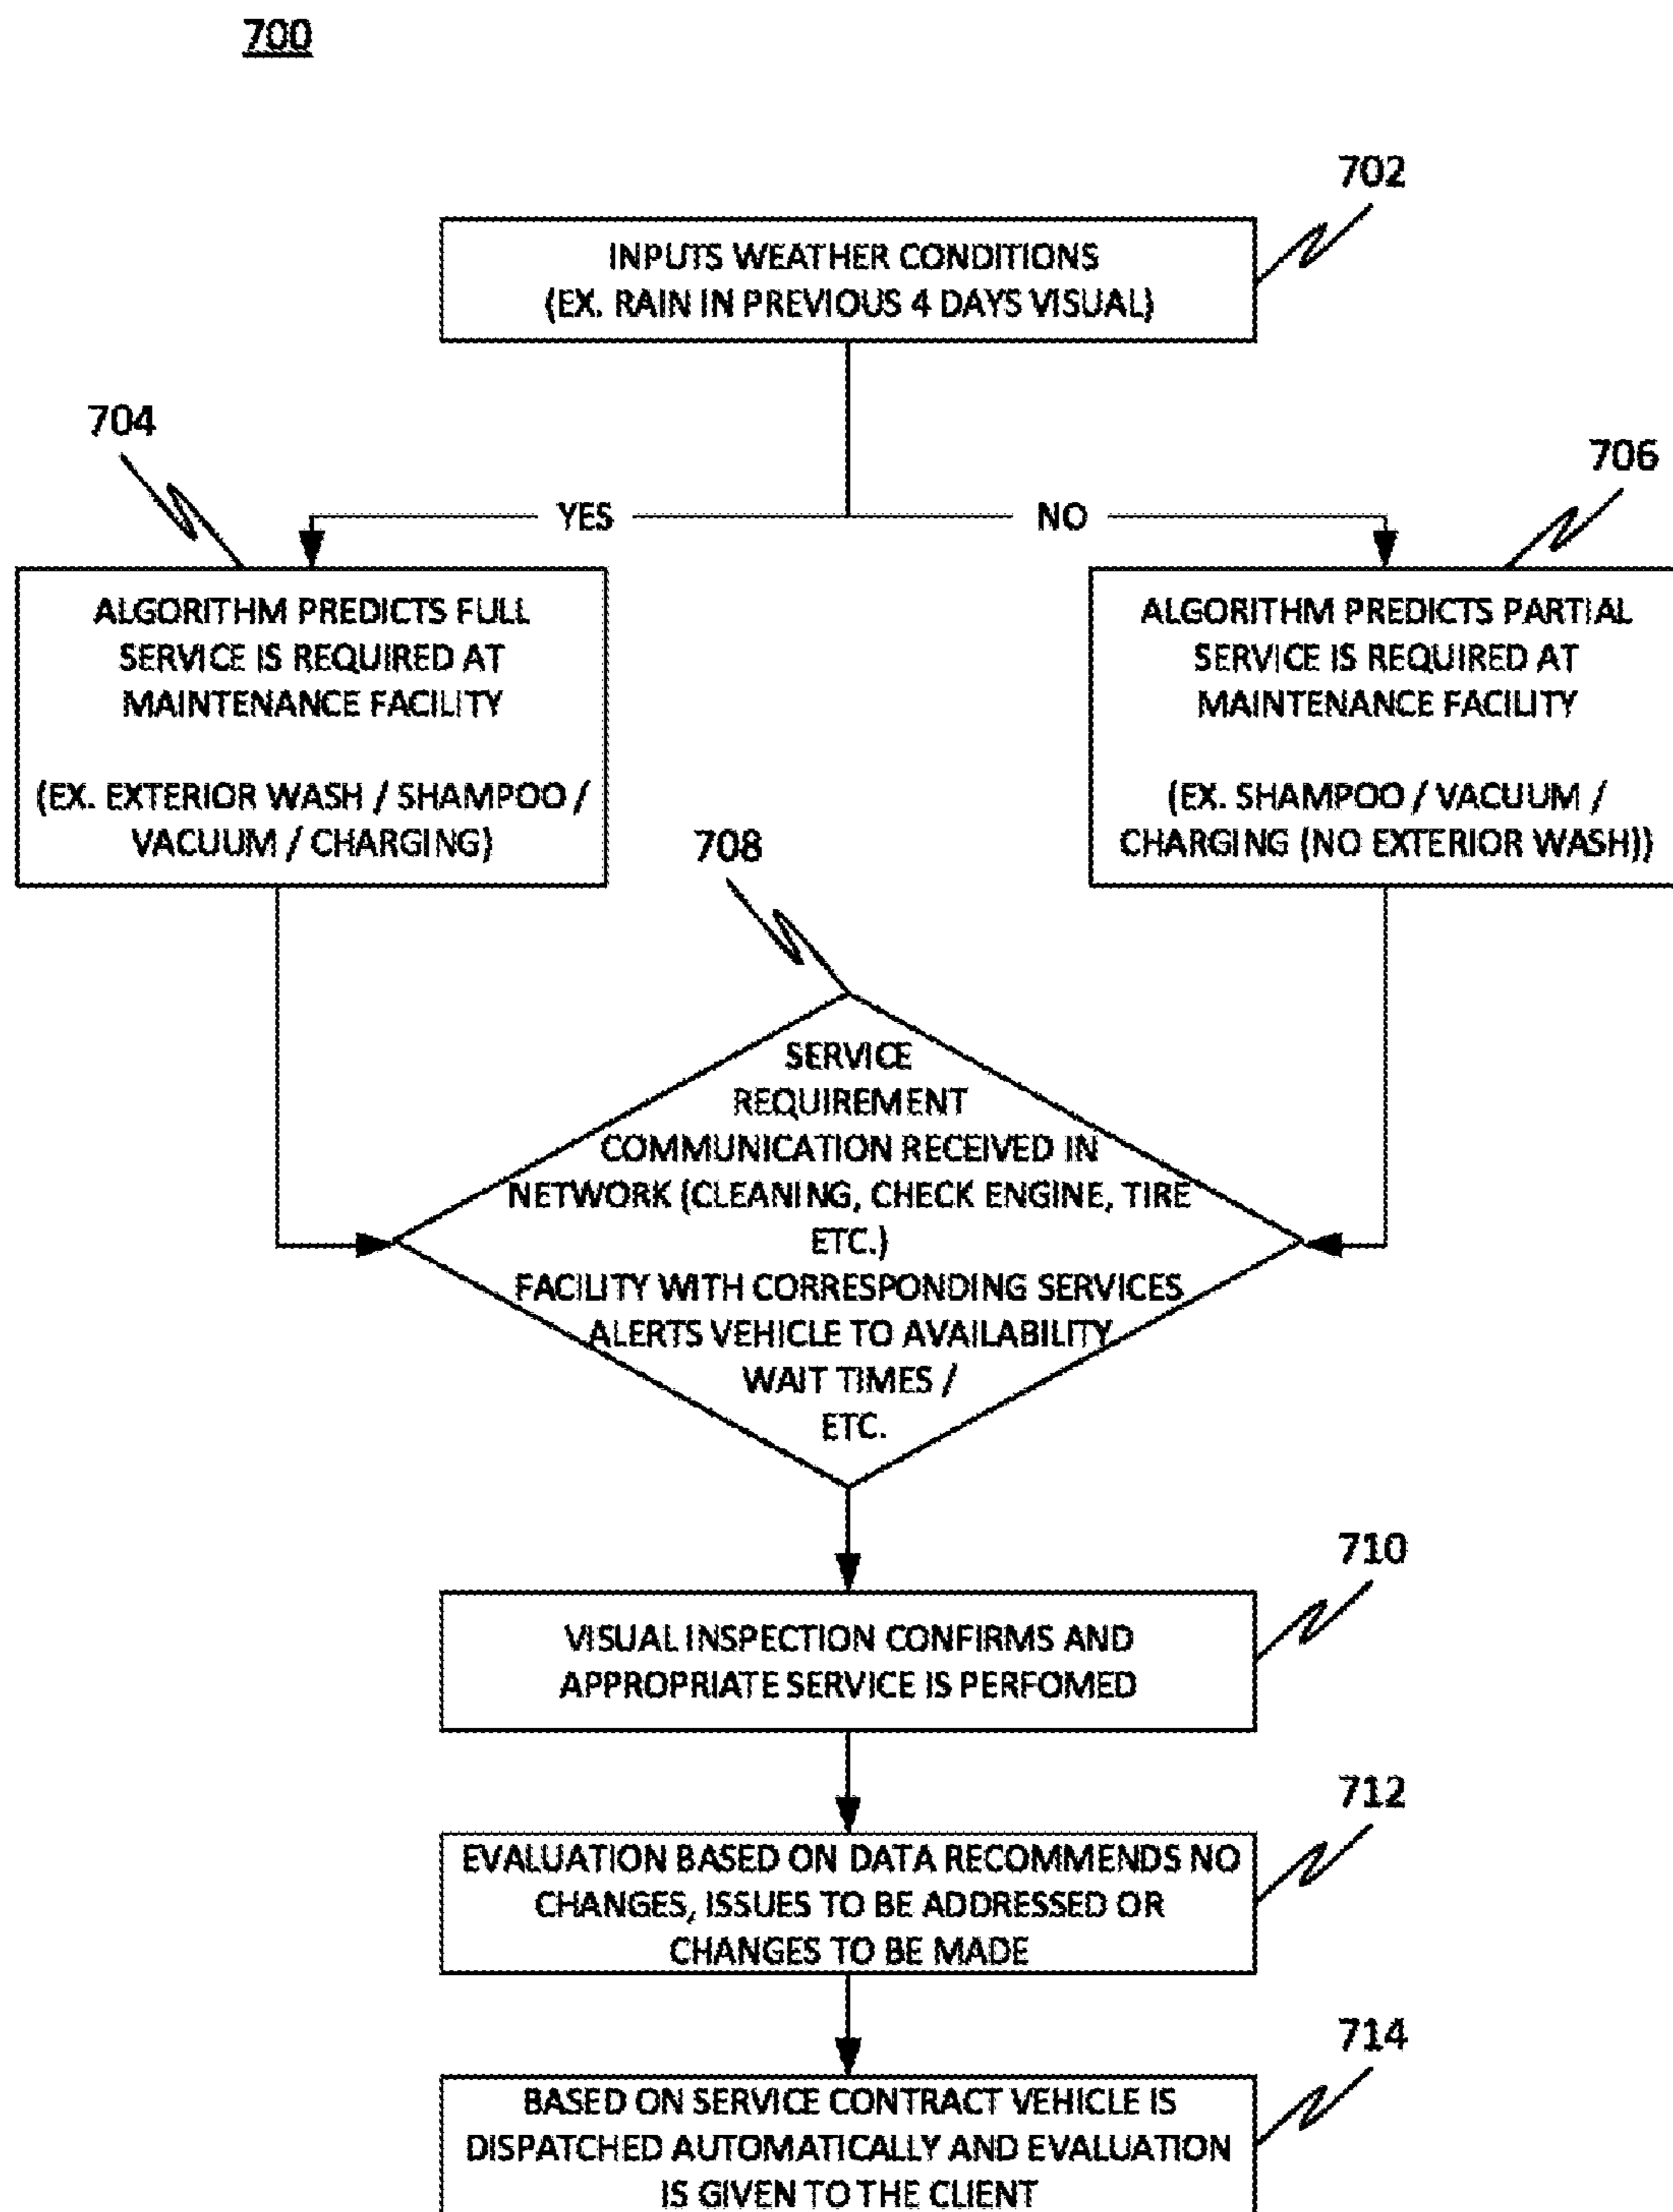 700
702
INPUTS WEATHER CONDITIONS
(EX. RAIN IN PREVIOUS 4 DAYS VISUAL)
704
706
YES
NO
ALGORITHM PREDICTS FULL
SERVICE IS REQUIRED AT
MAINTENANCE FACILITY
(EX. EXTERIOR WASH / SHAMPOO /
VACUUM / CHARGING)
ALGORITHM PREDICTS PARTIAL
SERVICE IS REQUIRED AT
MAINTENANCE FACILITY
(EX. SHAMPOO / VACUUM /
CHARGING (NO EXTERIOR WASH))
708
SERVICE
REQUIREMENT
COMMUNICATION RECEIVED IN
NETWORK (CLEANING, CHECK ENGINE, TIRE
ETC.)
FACILITY WITH CORRESPONDING SERVICES
ALERTS VEHICLE TO AVAILABILITY
WAIT TIMES /
ETC.
710
VISUAL INSPECTION CONFIRMS AND
APPROPRIATE SERVICE IS PERFOMED
712
EVALUATION BASED ON DATA RECOMMENDS NO
CHANGES, ISSUES TO BE ADDRESSED OR
CHANGES TO BE MADE
714
BASED ON SERVICE CONTRACT VEHICLE IS
DISPATCHED AUTOMATICALLY AND EVALUATION
IS GIVEN TO THE CLIENT